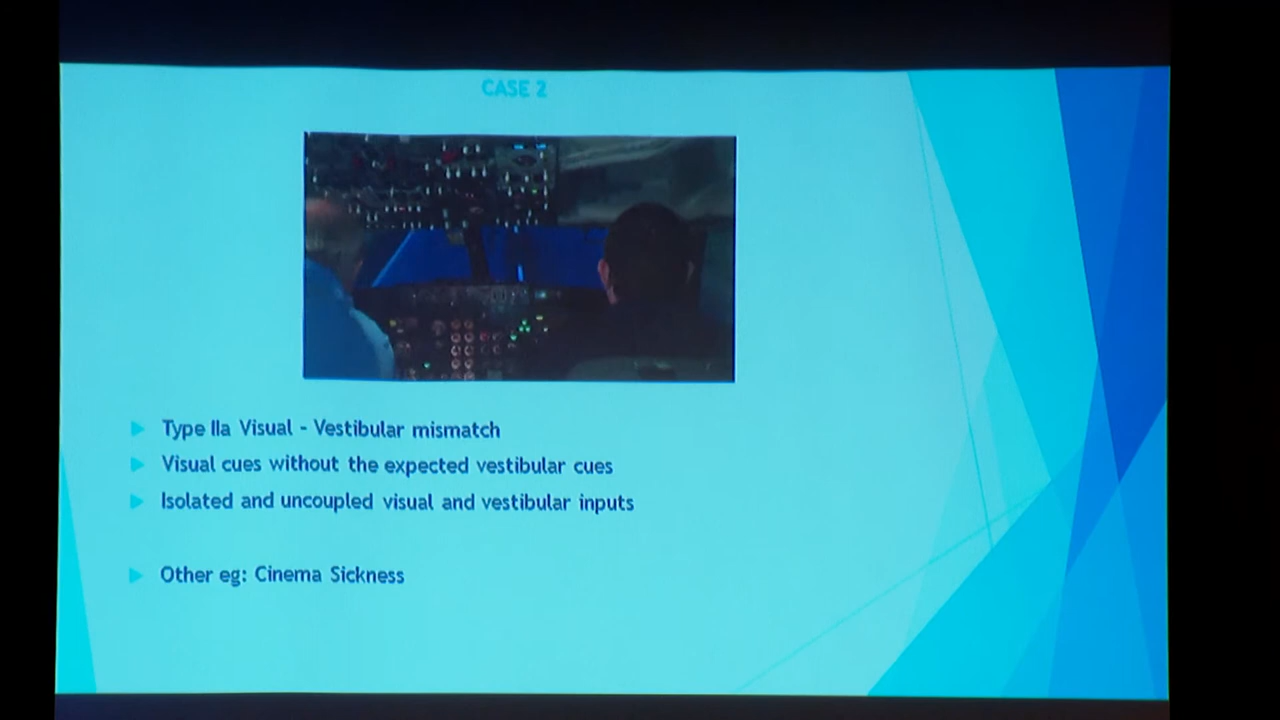 CASE 2
Type IIa Visual - Vestibular mismatch
Visual cues without the expected vestibular cues
Isolated and uncoupled visual and vestibular inputs
Other eg: Cinema Sickness